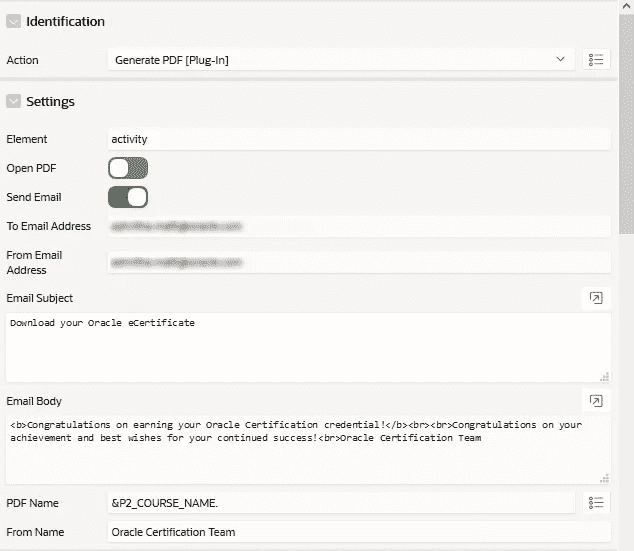 Identification
Action
Generate PDF [Plug-In]
Settings
Element
activity
Open PDF
Send Email
To Email Address
From Email
Address
Email Subject
Download your Oracle eCertificate
Email Body
<b>Congratulations on earning your Oracle Certification credential!</b><br><br>Congratulations on your
achievement and best wishes for your continued success!<br>Oracle Certification Team
PDF Name
&P2_COURSE_NAME.
From Name
Oracle Certification Team